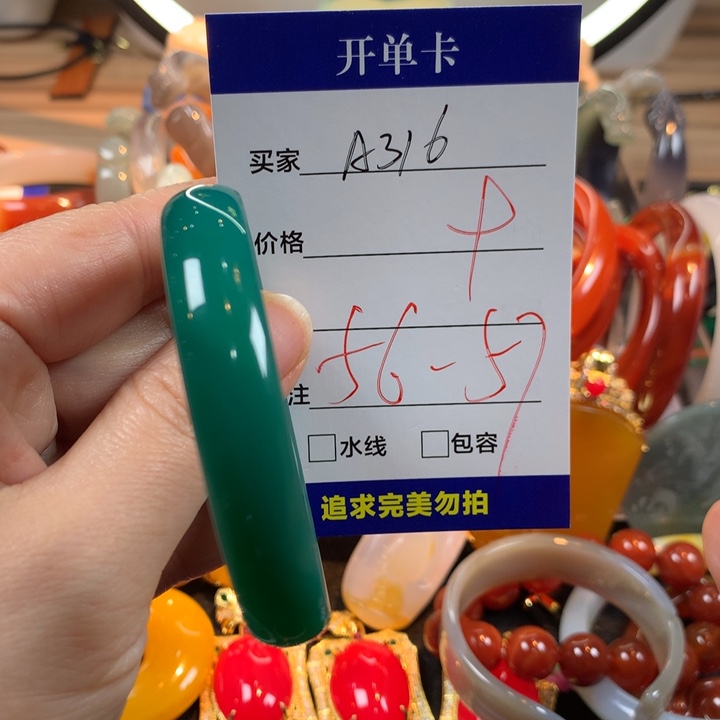 开单卡
买家 A316
价格
注 56-57
□水线 □包容
追求完美勿拍